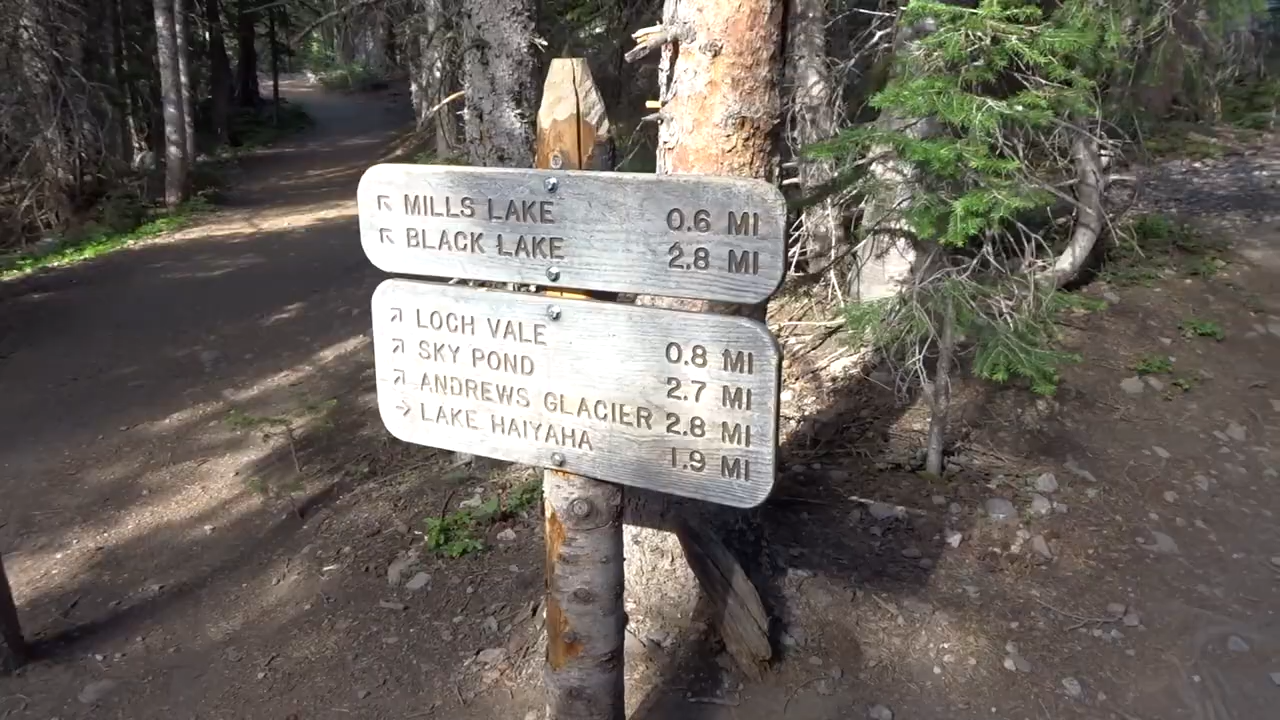 ↖ MILLS LAKE 0.6 MI
↖ BLACK LAKE 2.8 MI
↗ LOCH VALE 0.8 MI
↗ SKY POND 2.7 MI
↗ ANDREWS GLACIER 2.8 MI
→ LAKE HAIYAHA 1.9 MI